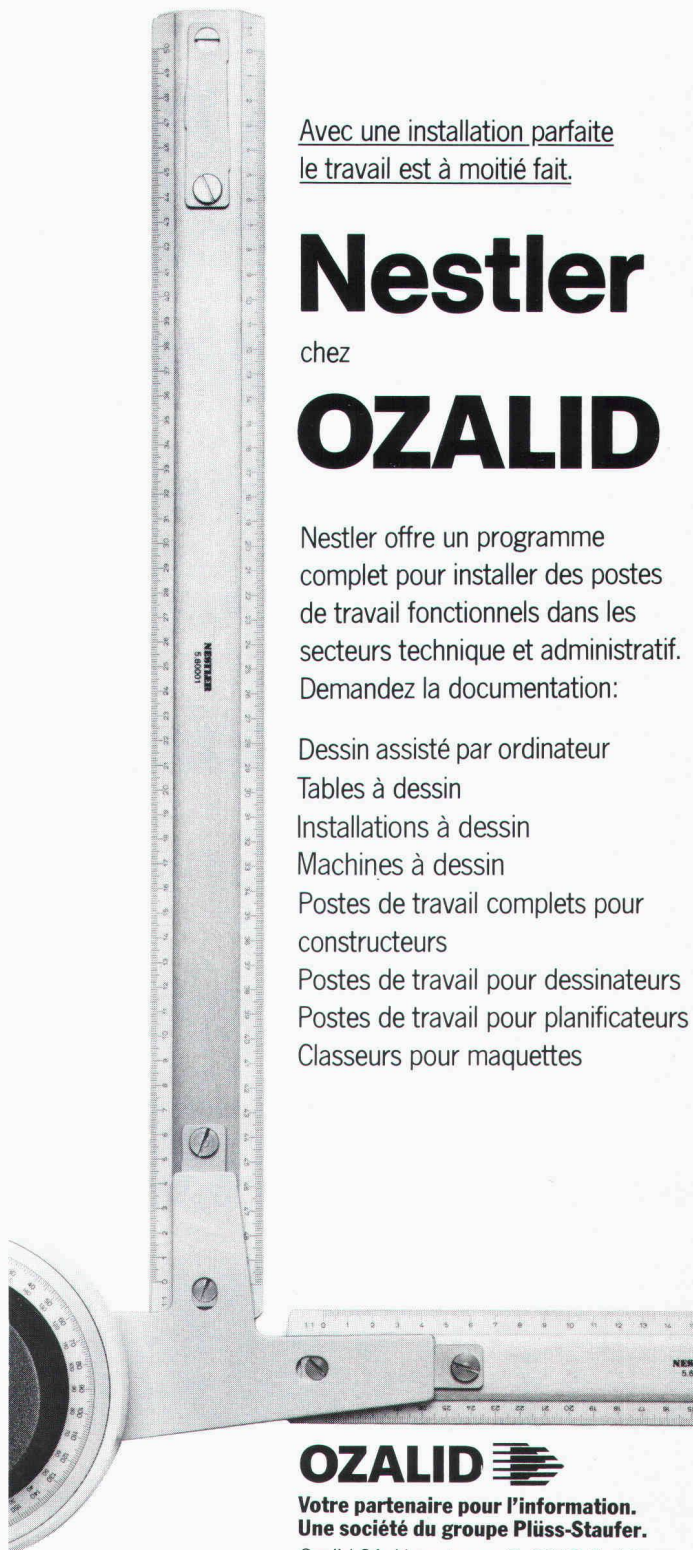 Avec une installation parfaite
le travail est à moitié fait.
Nestler
chez
OZALID
Nestler offre un programme
complet pour installer des postes
de travail fonctionnels dans les
secteurs technique et administratif.
Demandez la documentation:
Dessin assisté par ordinateur
Tables à dessin
Installations à dessin
Machines à dessin
Postes de travail complets pour
constructeurs
Postes de travail pour dessinateurs
Postes de travail pour planificateurs
Classeurs pour maquettes
NESTLER
5.60001
OZALID
Votre partenaire pour l'information.
Une société du groupe Plüss-Staufer.